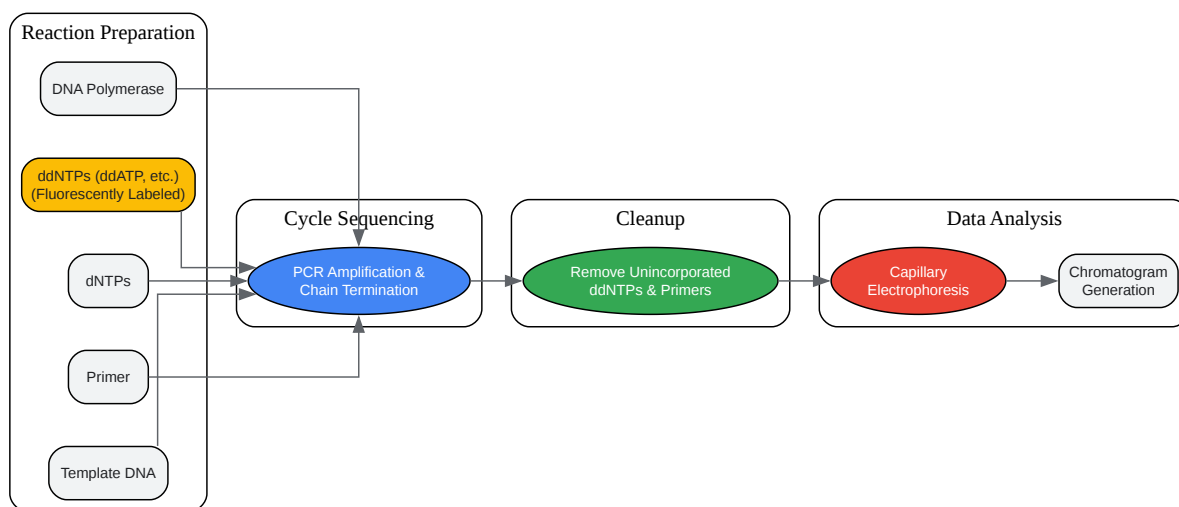 Reaction Preparation
DNA Polymerase
ddNTPs (ddATP, etc.)
(Fluorescently Labeled)
dNTPs
Primer
Template DNA
Cycle Sequencing
PCR Amplification &
Chain Termination
Cleanup
Remove Unincorporated
ddNTPs & Primers
Data Analysis
Capillary
Electrophoresis
Chromatogram
Generation